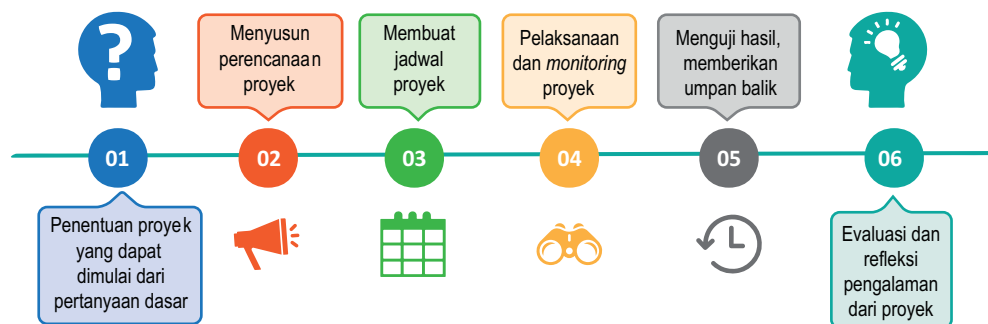 ?
01
Penentuan proyek
yang dapat
dimulai dari
pertanyaan dasar
Menyusun
perencanaan
proyek
02
Membuat
jadwal
proyek
03
Pelaksanaan
dan monitoring
proyek
04
Menguji hasil,
memberikan
umpan balik
05
06
Evaluasi dan
refleksi
pengalaman
dari proyek